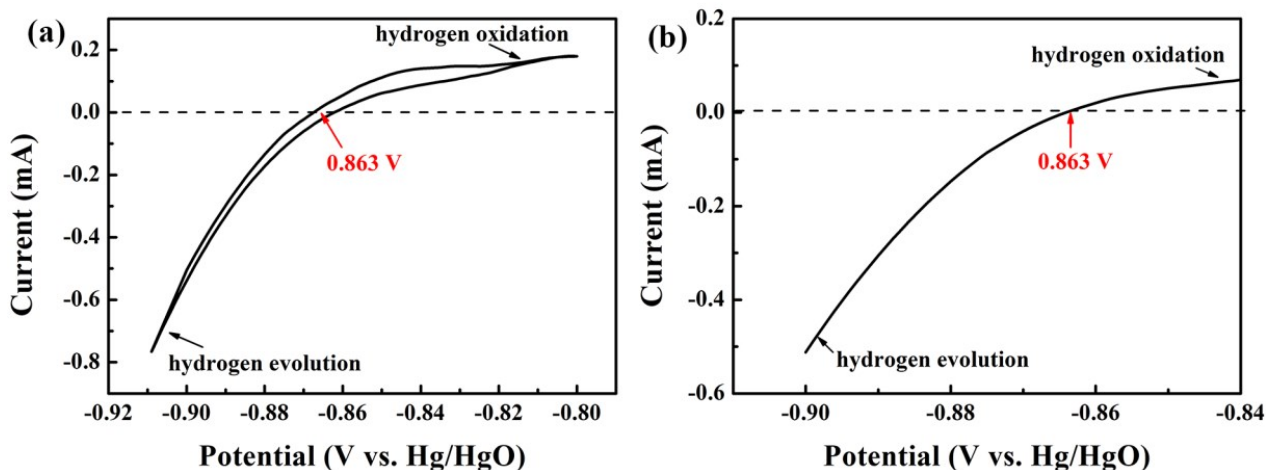 (a)
hydrogen oxidation
0.2
0.0
-0.2
-0.4
-0.6
-0.8
0.863 V
hydrogen evolution
-0.92 -0.90 -0.88 -0.86 -0.84 -0.82 -0.80
Current (mA)
Potential (V vs. Hg/HgO)
(b)
hydrogen oxidation
0.2
0.0
0.2
-0.4
-0.6
0.863 V
hydrogen evolution
-0.90 -0.88 -0.86 -0.84
Current (mA)
Potential (V vs. Hg/HgO)